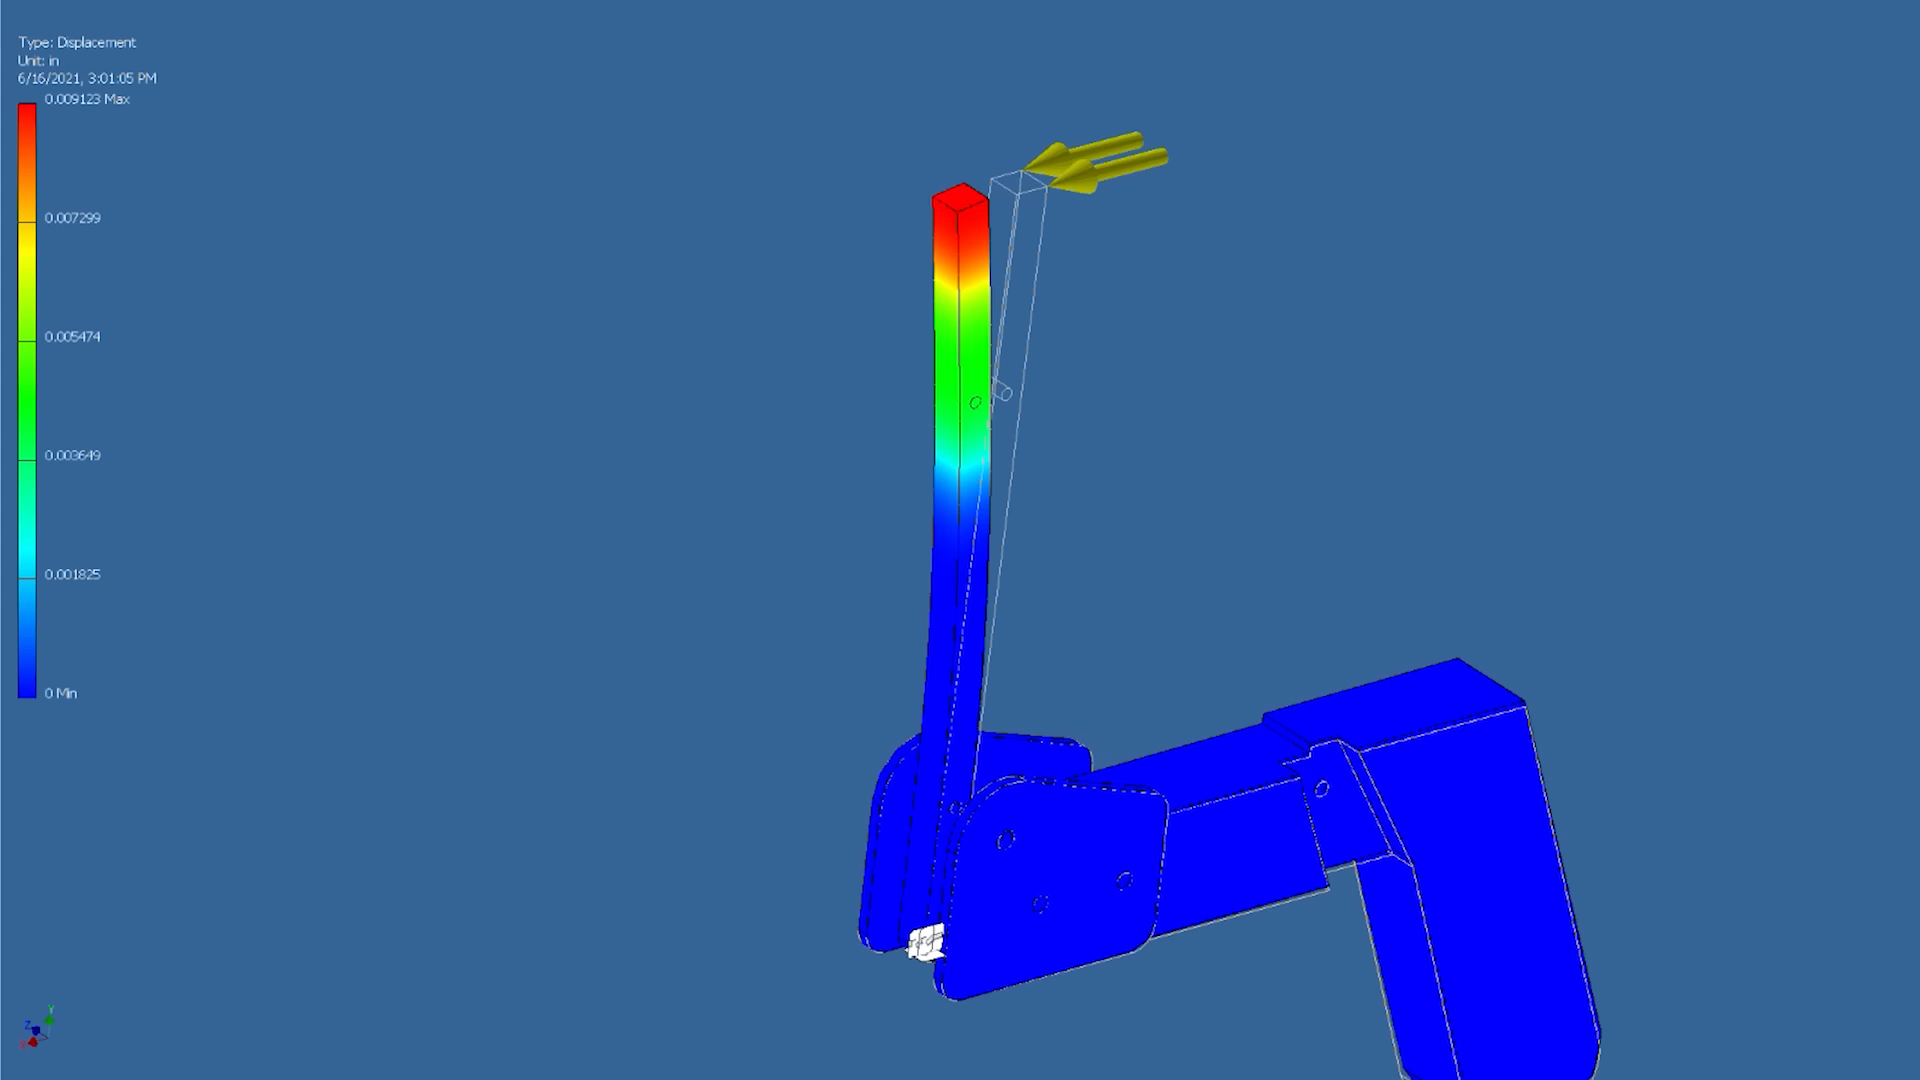 Type: Displacement
Unit: in
6/16/2021, 3:01:05 PM
0.009123 Max
0.007299
0.005474
0.003649
0.001825
0 Min
Y
Z
X